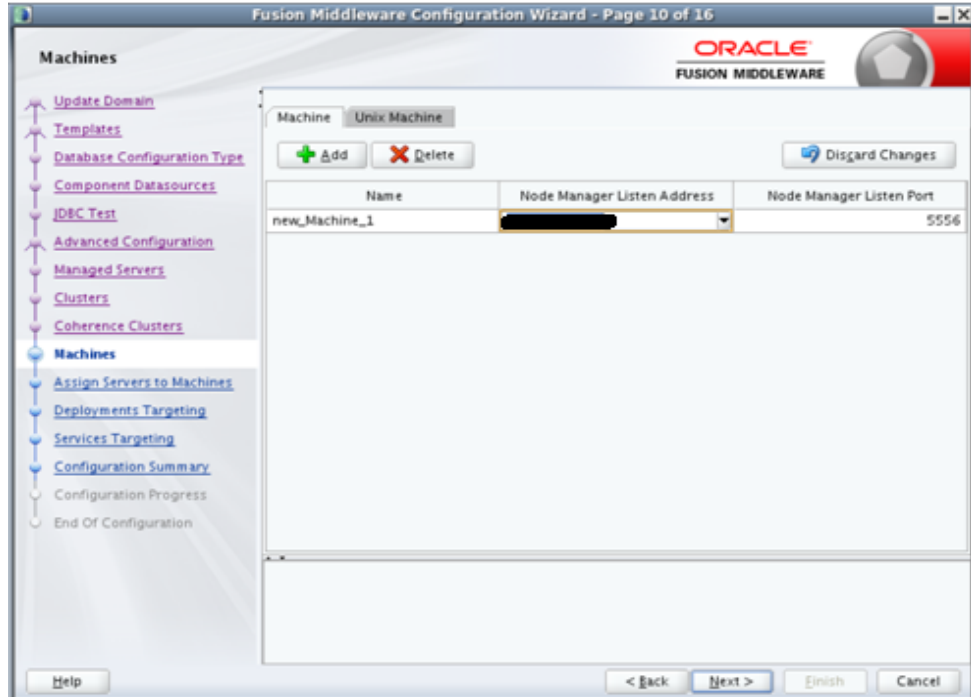 Fusion Middleware Configuration Wizard - Page 10 of 16
Machines
ORACLE
FUSION MIDDLEWARE
Update Domain
Templates
Database Configuration Type
Component Datasources
JDBC Test
Advanced Configuration
Managed Servers
Clusters
Coherence Clusters
Machines
Assign Servers to Machines
Deployments Targeting
Services Targeting
Configuration Summary
Configuration Progress
End Of Configuration
Machine Unix Machine
Add Delete Discard Changes
Name Node Manager Listen Address Node Manager Listen Port
new_Machine_1 5556
Help < Back Next > Finish Cancel